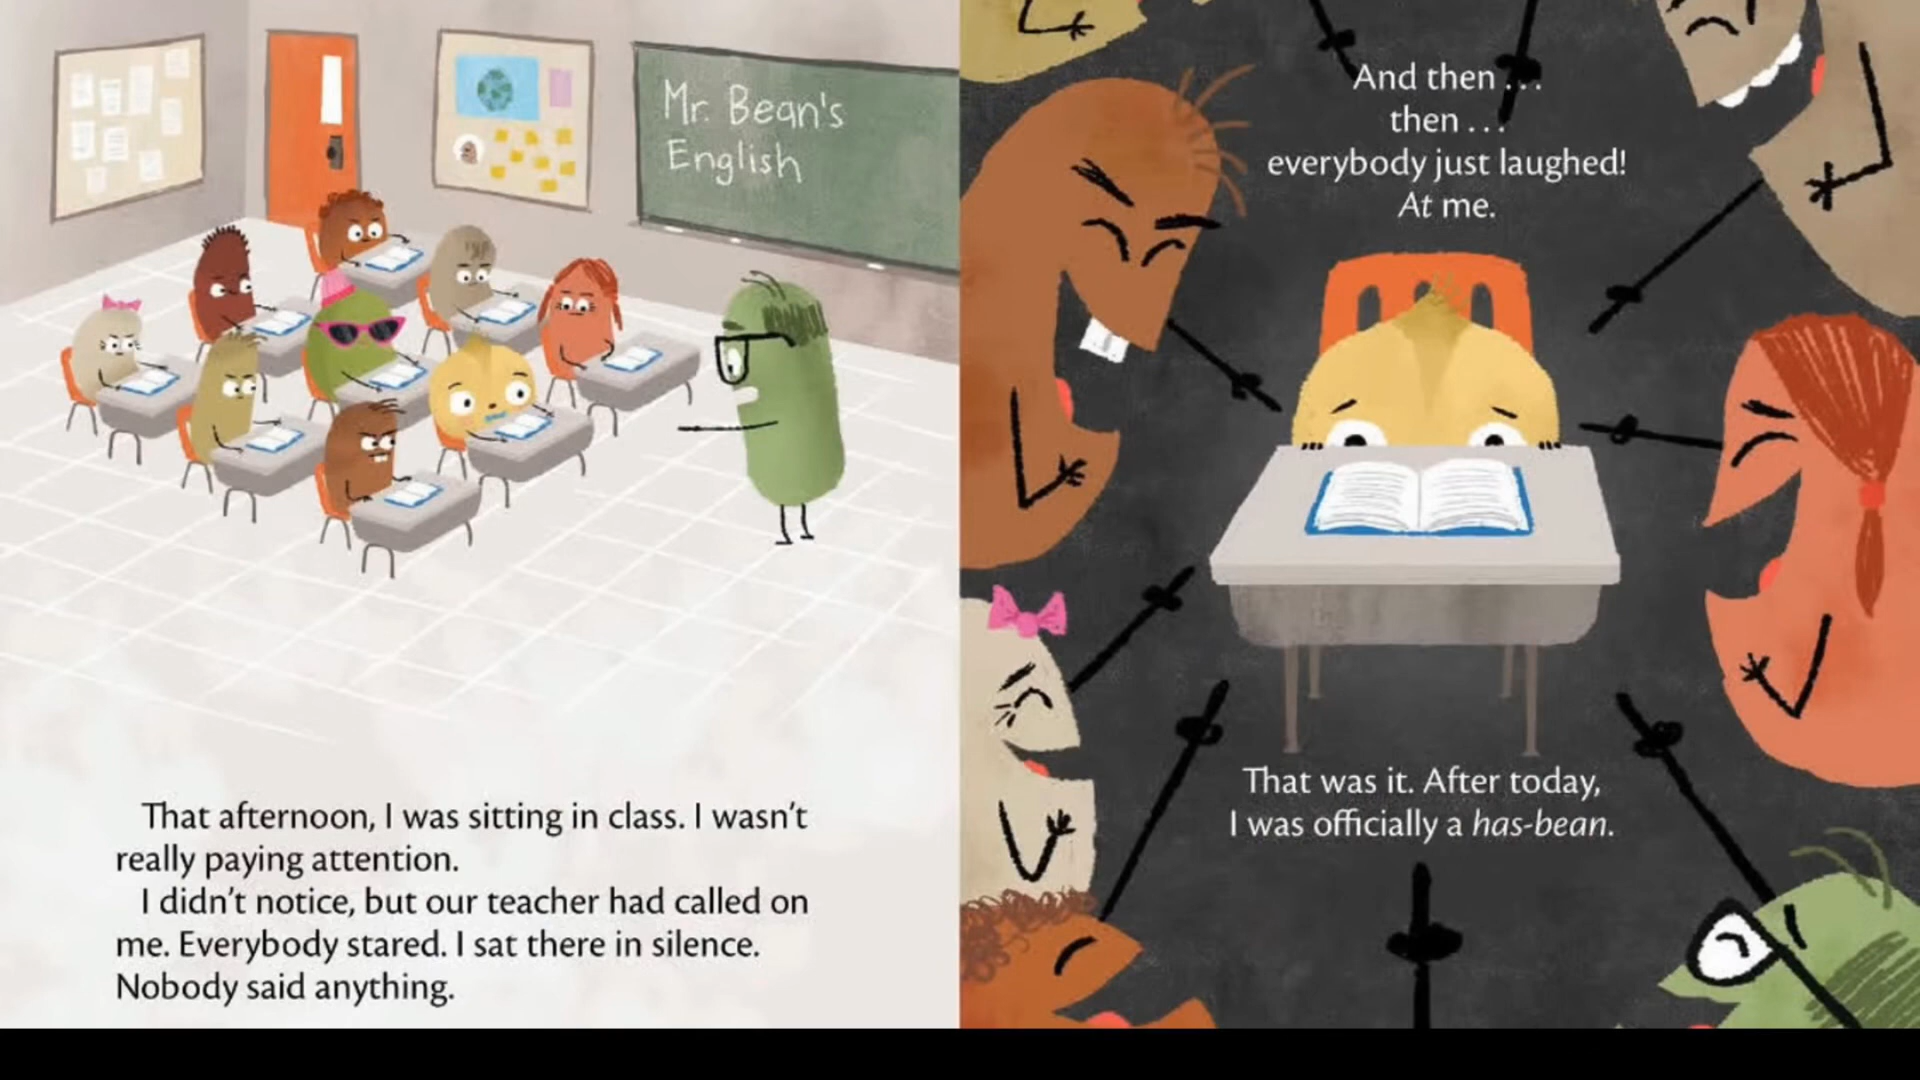 Mr. Bean's
English
That afternoon, I was sitting in class. I wasn't
really paying attention.
I didn't notice, but our teacher had called on
me. Everybody stared. I sat there in silence.
Nobody said anything.
And then . . .
then . . .
everybody just laughed!
At me.
That was it. After today,
I was officially a has-bean.